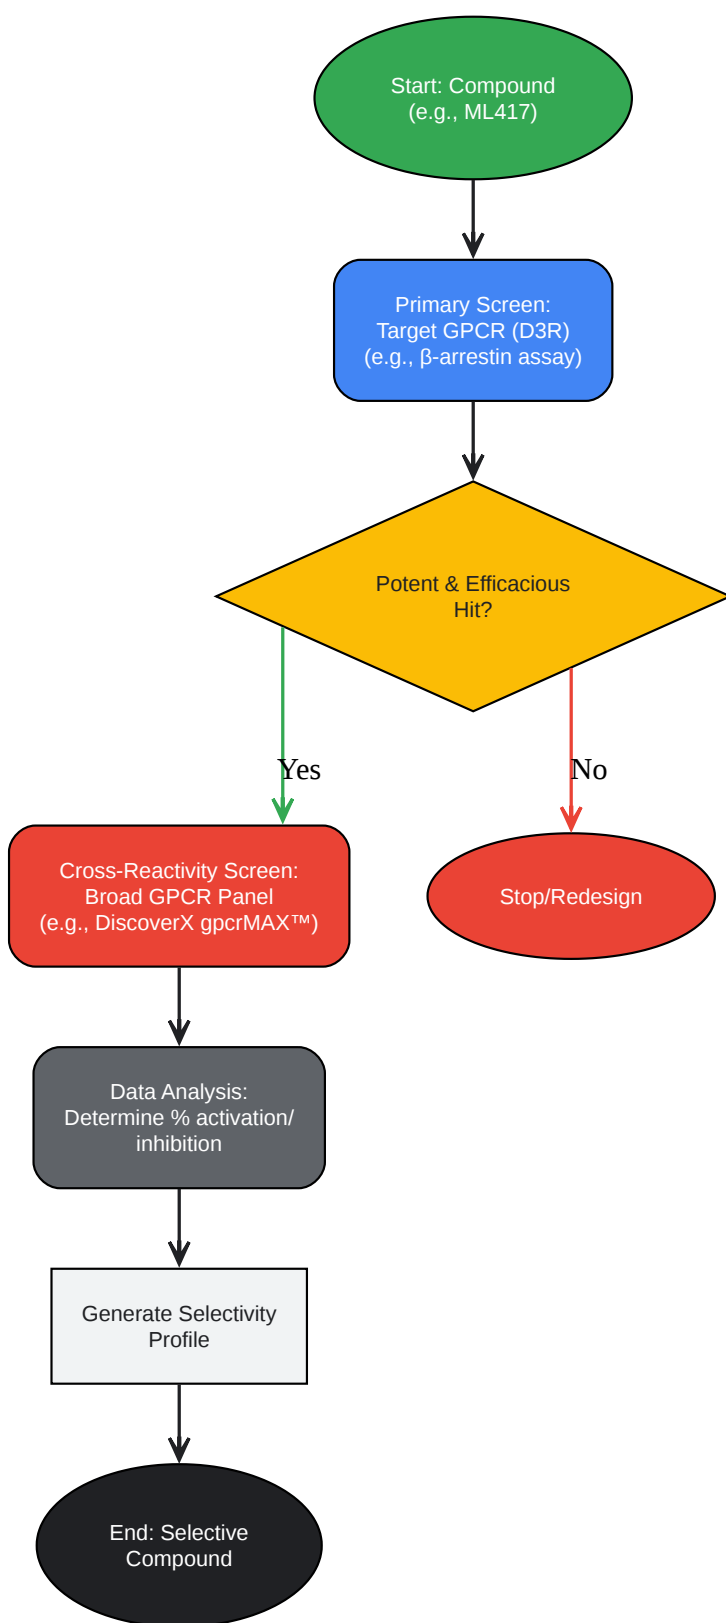 Start: Compound
(e.g., ML417)
Primary Screen:
Target GPCR (D3R)
(e.g., β-arrestin assay)
Potent & Efficacious
Hit?
Yes
No
Cross-Reactivity Screen:
Broad GPCR Panel
(e.g., DiscoverX gpcrMAX™)
Stop/Redesign
Data Analysis:
Determine % activation/
inhibition
Generate Selectivity
Profile
End: Selective
Compound